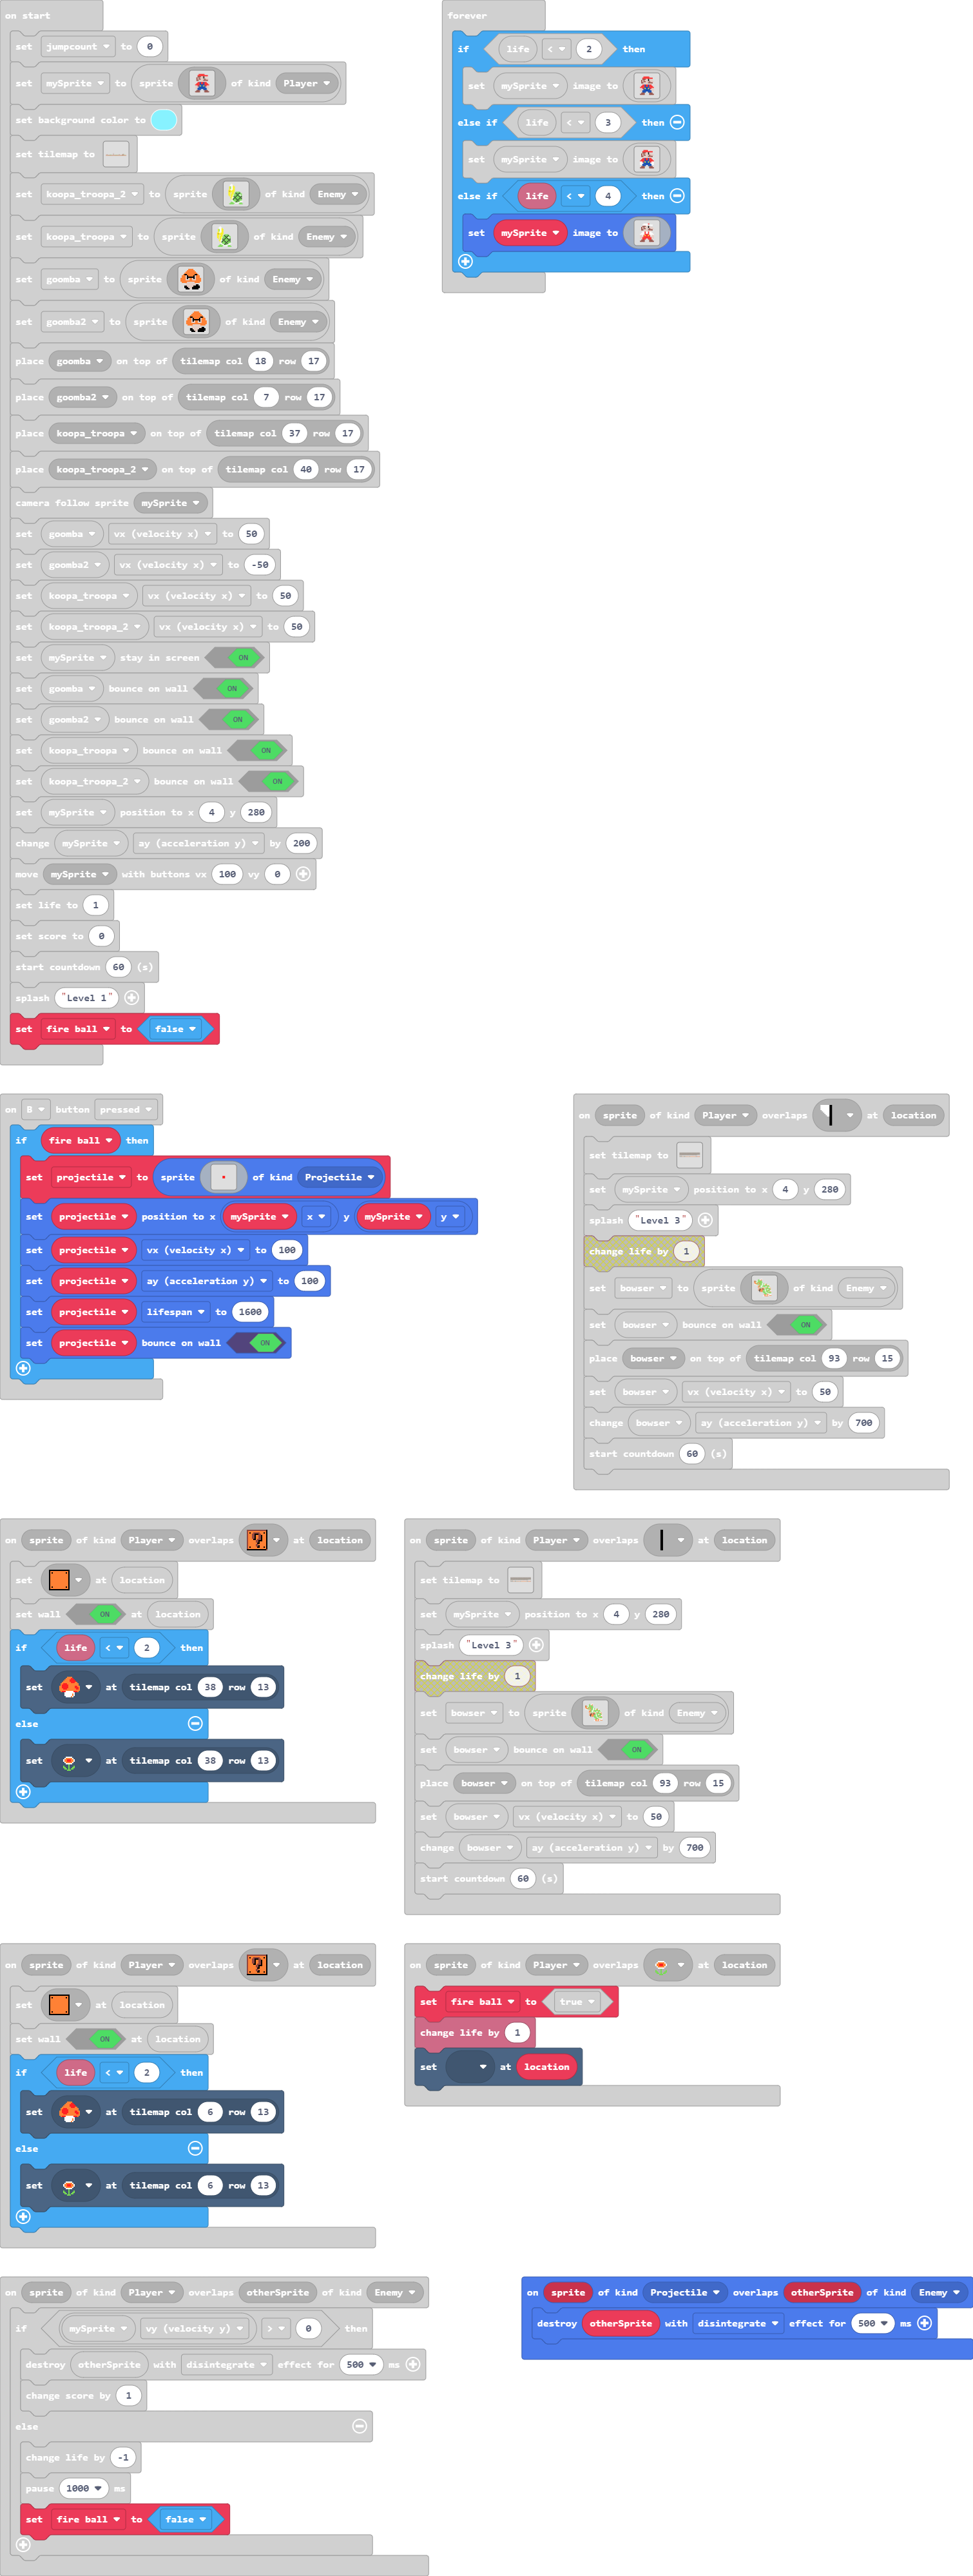 on start
set jumpcount to 0
set mySprite to sprite of kind Player
set background color to
set tilemap to
set koopa_troopa_2 to sprite of kind Enemy
set koopa_troopa to sprite of kind Enemy
set goomba to sprite of kind Enemy
set goomba2 to sprite of kind Enemy
place goomba on top of tilemap col 18 row 17
place goomba2 on top of tilemap col 7 row 17
place koopa_troopa on top of tilemap col 37 row 17
place koopa_troopa_2 on top of tilemap col 40 row 17
camera follow sprite mySprite
set goomba vx (velocity x) to 50
set goomba2 vx (velocity x) to -50
set koopa_troopa vx (velocity x) to 50
set koopa_troopa_2 vx (velocity x) to 50
set mySprite stay in screen ON
set goomba bounce on wall ON
set goomba2 bounce on wall ON
set koopa_troopa bounce on wall ON
set koopa_troopa_2 bounce on wall ON
set mySprite position to x 4 y 280
change mySprite ay (acceleration y) by 200
move mySprite with buttons vx 100 vy 0
set life to 1
set score to 0
start countdown 60 (s)
splash "Level 1"
set fire ball to false
forever
if life < 2 then
set mySprite image to
else if life < 3 then
set mySprite image to
else if life < 4 then
set mySprite image to
on B button pressed
if fire ball then
set projectile to sprite of kind Projectile
set projectile position to x mySprite x y mySprite y
set projectile vx (velocity x) to 100
set projectile ay (acceleration y) to 100
set projectile lifespan to 1600
set projectile bounce on wall ON
on sprite of kind Player overlaps at location
set tilemap to
set mySprite position to x 4 y 280
splash "Level 3"
change life by 1
set bowser to sprite of kind Enemy
set bowser bounce on wall ON
place bowser on top of tilemap col 93 row 15
set bowser vx (velocity x) to 50
change bowser ay (acceleration y) by 700
start countdown 60 (s)
on sprite of kind Player overlaps ? at location
set at location
set wall ON at location
if life < 2 then
set at tilemap col 38 row 13
else
set at tilemap col 38 row 13
on sprite of kind Player overlaps at location
set tilemap to
set mySprite position to x 4 y 280
splash "Level 3"
change life by 1
set bowser to sprite of kind Enemy
set bowser bounce on wall ON
place bowser on top of tilemap col 93 row 15
set bowser vx (velocity x) to 50
change bowser ay (acceleration y) by 700
start countdown 60 (s)
on sprite of kind Player overlaps ? at location
set at location
set wall ON at location
if life < 2 then
set at tilemap col 6 row 13
else
set at tilemap col 6 row 13
on sprite of kind Player overlaps at location
set fire ball to true
change life by 1
set at location
on sprite of kind Player overlaps otherSprite of kind Enemy
if mySprite vy (velocity y) > 0 then
destroy otherSprite with disintegrate effect for 500 ms
change score by 1
else
change life by -1
pause 1000 ms
set fire ball to false
on sprite of kind Projectile overlaps otherSprite of kind Enemy
destroy otherSprite with disintegrate effect for 500 ms